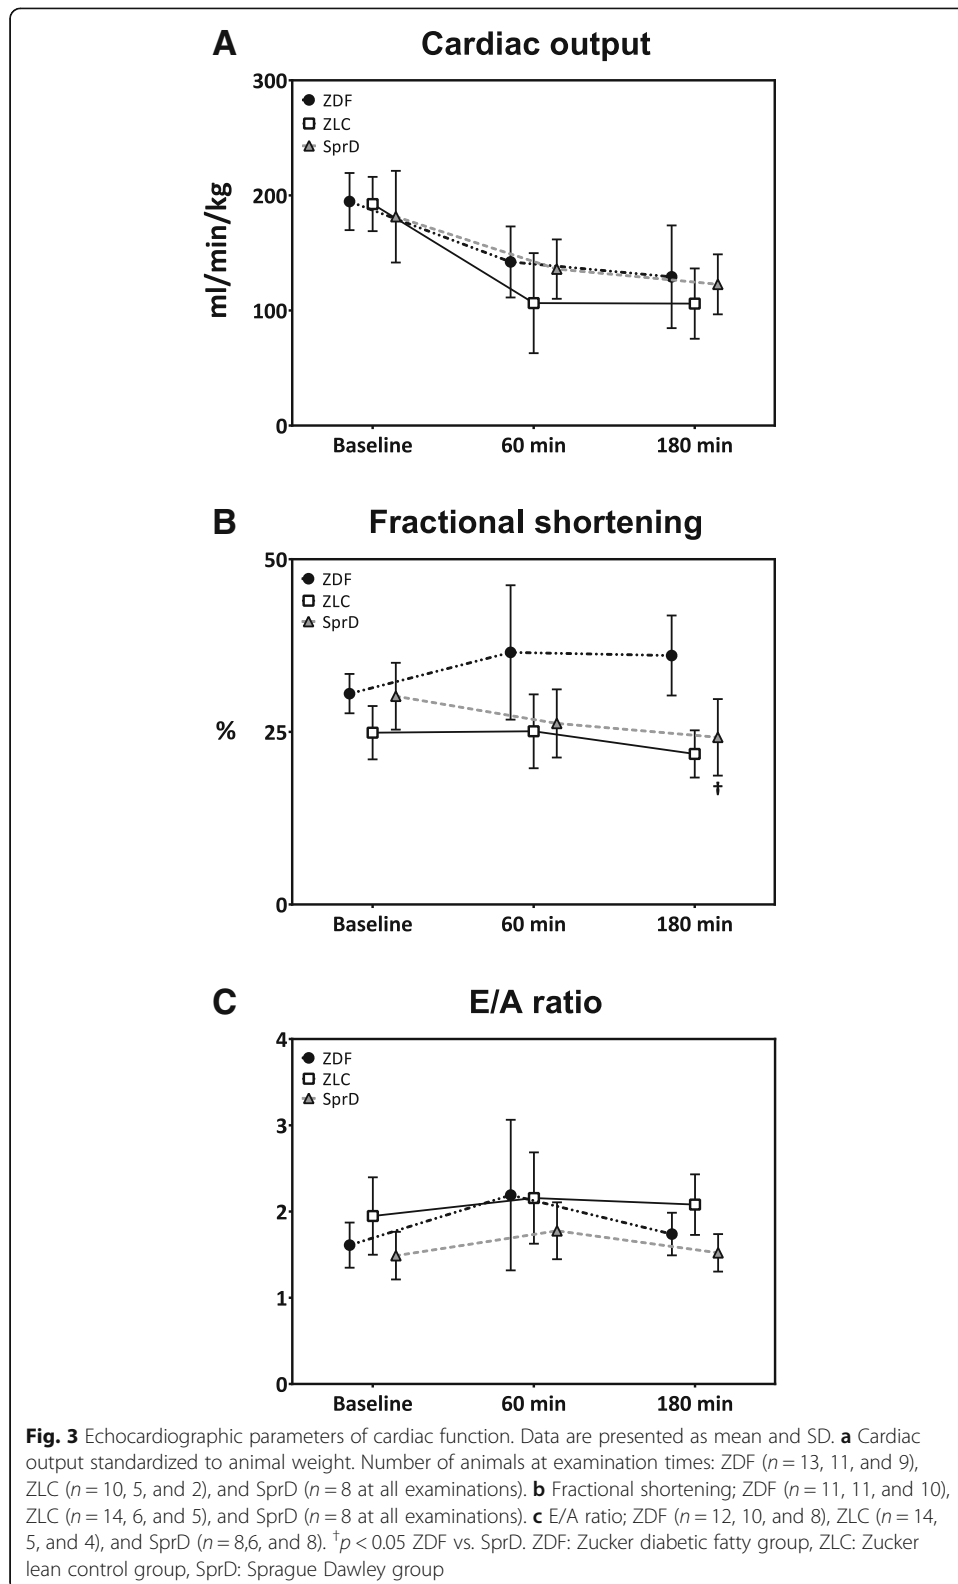 A Cardiac output
300
ZDF
ZLC
SprD
200
ml/min/kg
100
0
Baseline 60 min 180 min
B Fractional shortening
50
ZDF
ZLC
SprD
% 25
†
0
Baseline 60 min 180 min
C E/A ratio
4
ZDF
ZLC
SprD
3
2
1
0
Baseline 60 min 180 min
Fig. 3 Echocardiographic parameters of cardiac function. Data are presented as mean and SD. a Cardiac
output standardized to animal weight. Number of animals at examination times: ZDF (n = 13, 11, and 9),
ZLC (n = 10, 5, and 2), and SprD (n = 8 at all examinations). b Fractional shortening; ZDF (n = 11, 11, and 10),
ZLC (n = 14, 6, and 5), and SprD (n = 8 at all examinations). c E/A ratio; ZDF (n = 12, 10, and 8), ZLC (n = 14,
5, and 4), and SprD (n = 8,6, and 8). †p < 0.05 ZDF vs. SprD. ZDF: Zucker diabetic fatty group, ZLC: Zucker
lean control group, SprD: Sprague Dawley group